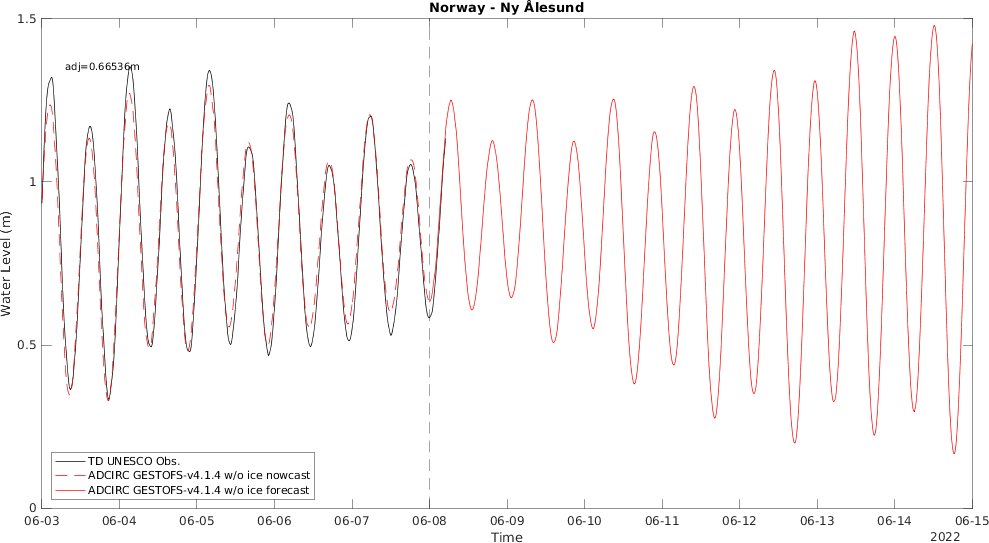 Norway - Ny Ålesund
1.5
adj=0.66536m
1
Water Level (m)
0.5
TD UNESCO Obs.
ADCIRC GESTOFS-v4.1.4 w/o ice nowcast
ADCIRC GESTOFS-v4.1.4 w/o ice forecast
0
06-03 06-04 06-05 06-06 06-07 06-08 06-09 06-10 06-11 06-12 06-13 06-14 06-15
Time
2022